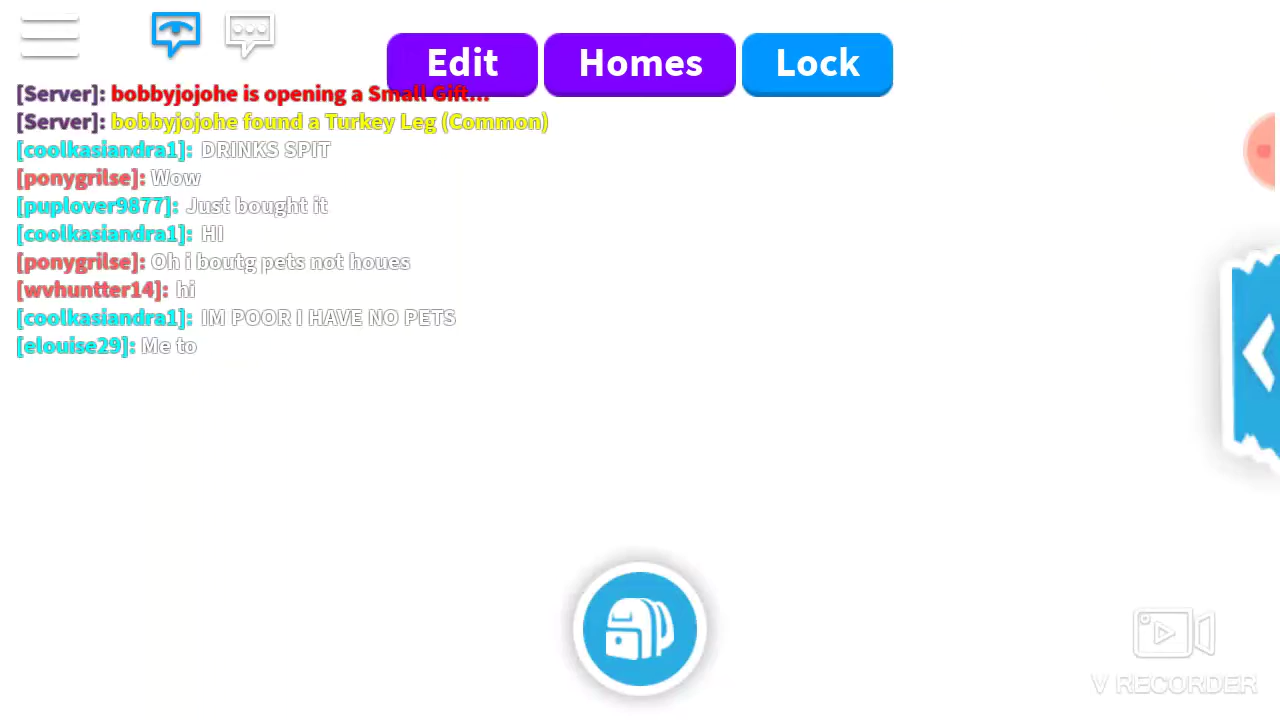 Edit Homes Lock
[Server]: bobbyjojohe is opening a Small Gift...
[Server]: bobbyjojohe found a Turkey Leg (Common)
[coolkasiandra1]: DRINKS SPIT
[ponygrilse]: Wow
[puplover9877]: Just bought it
[coolkasiandra1]: HI
[ponygrilse]: Oh i boutg pets not houes
[wvhuntter14]: hi
[coolkasiandra1]: IM POOR I HAVE NO PETS
[elouise29]: Me to
V RECORDER